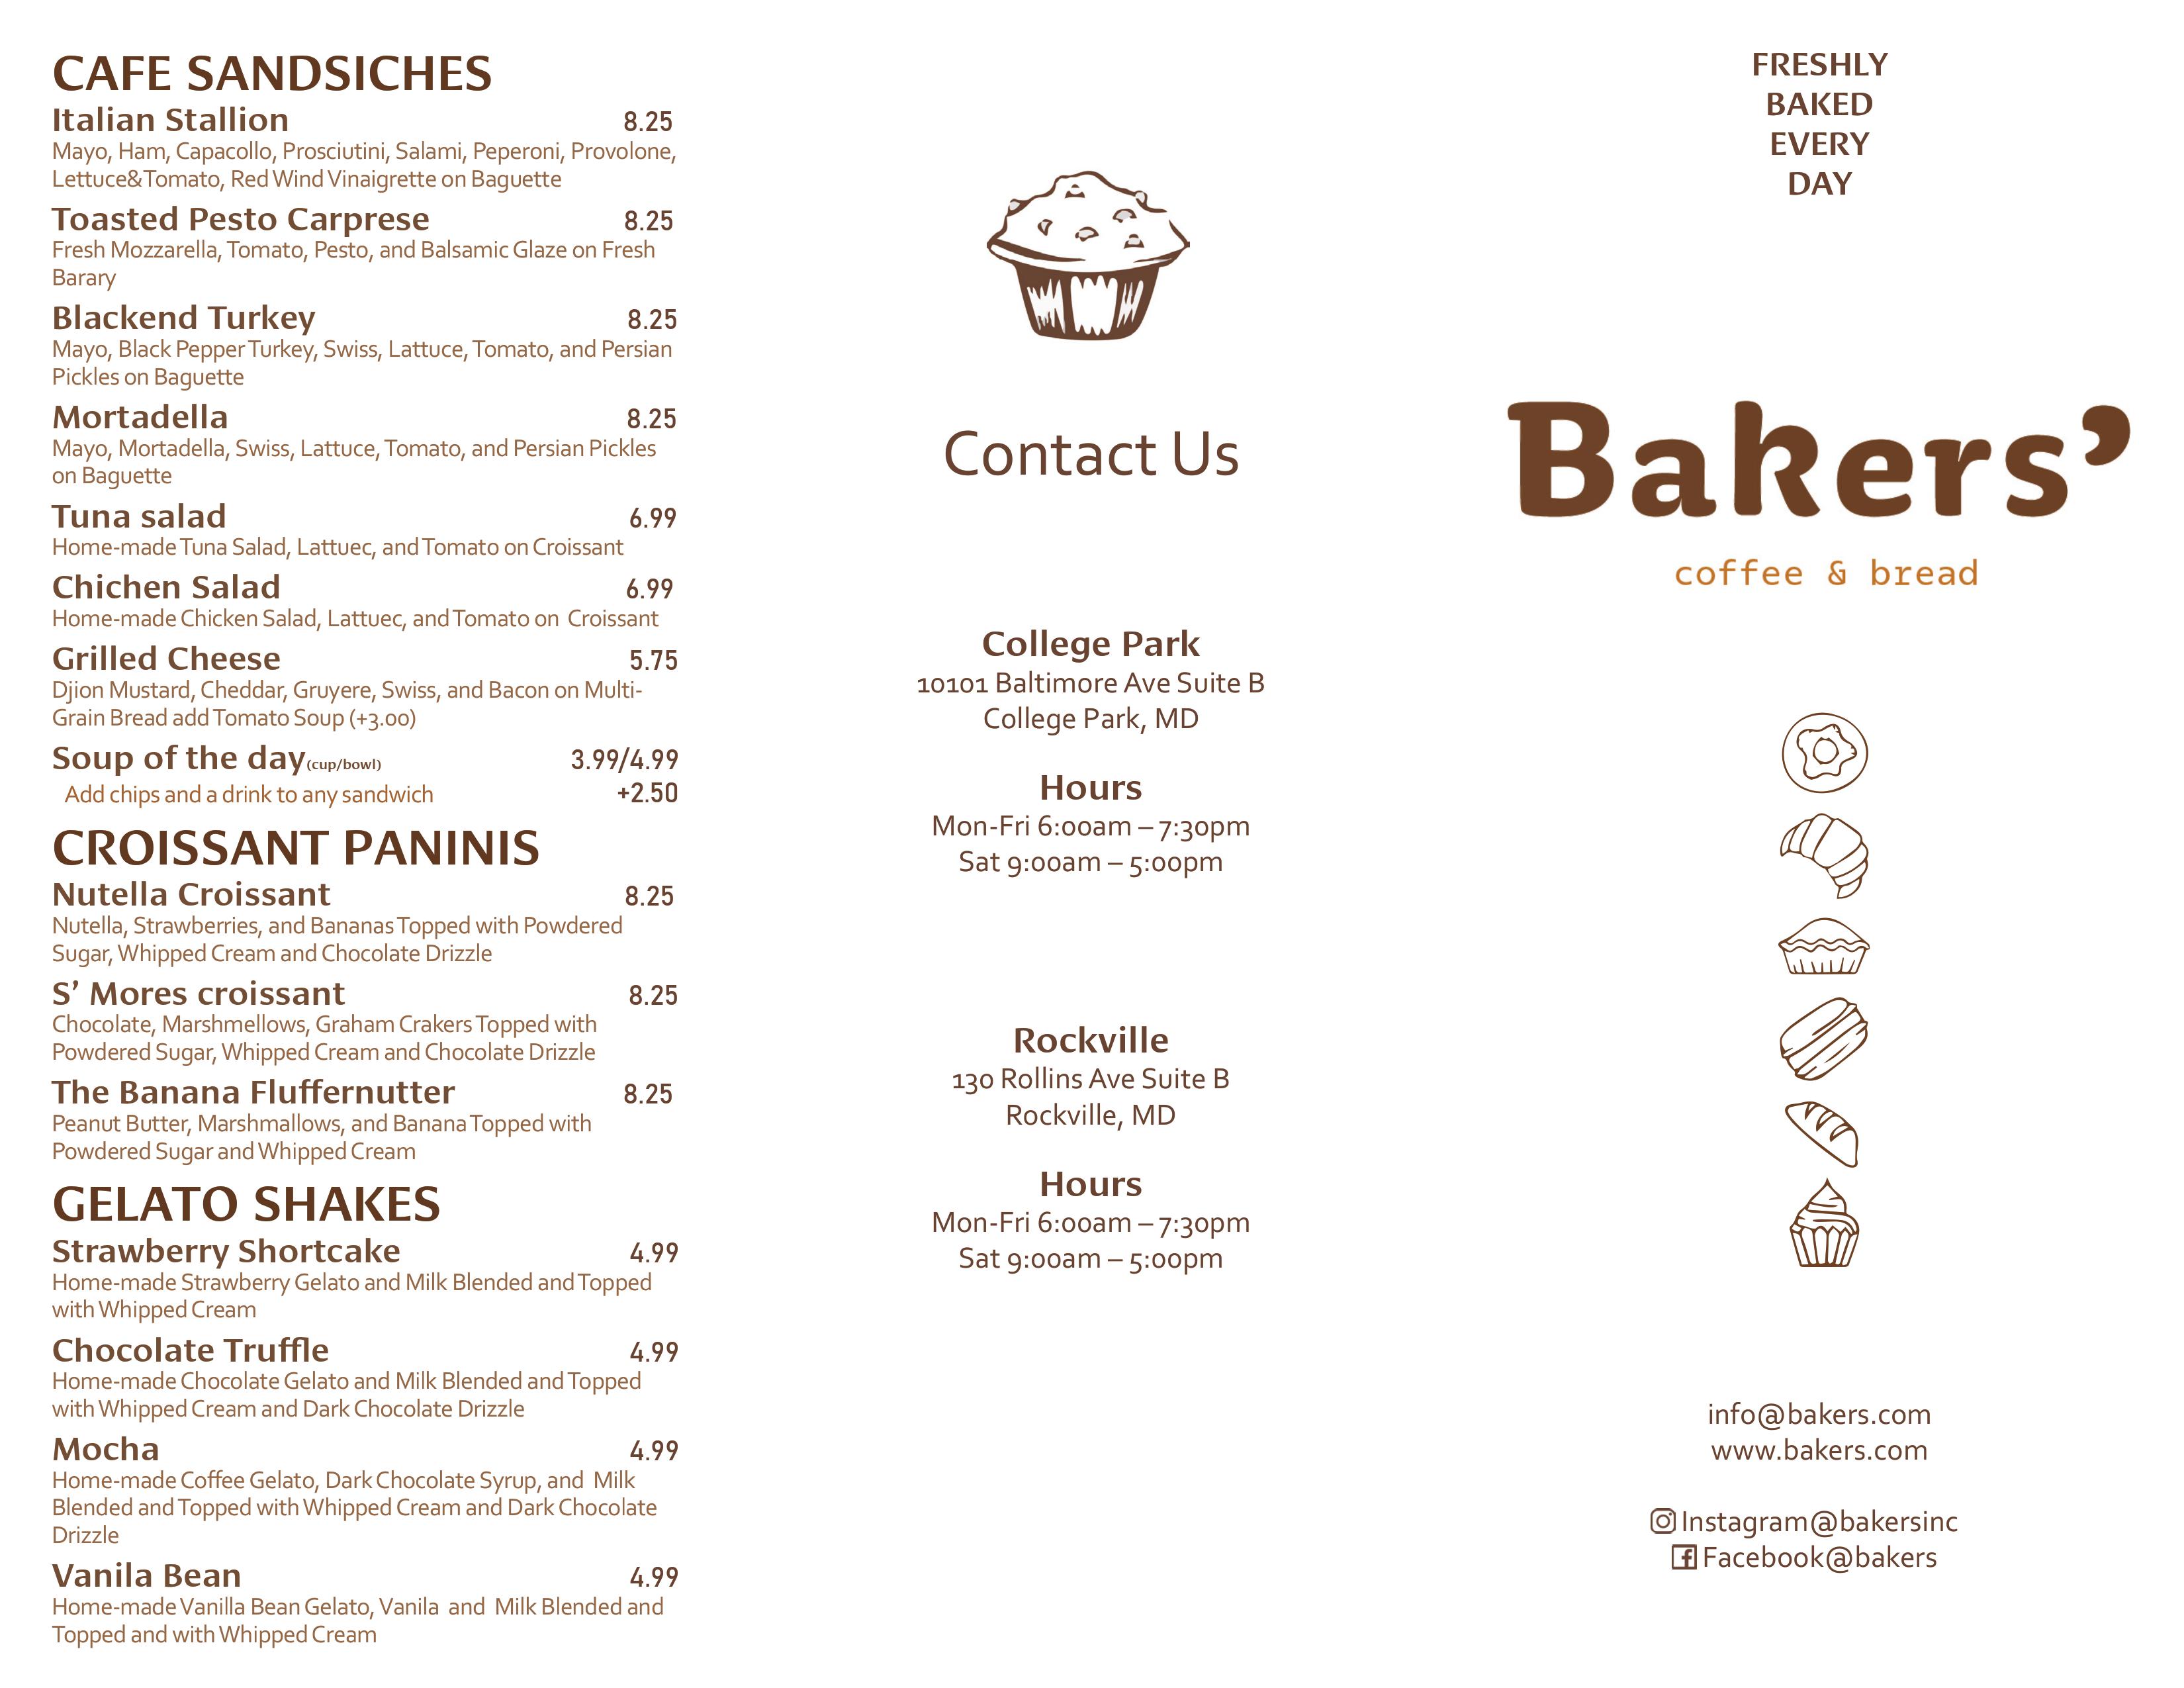 CAFE SANDSICHES
Italian Stallion 8.25
Mayo, Ham, Capacollo, Prosciutini, Salami, Peperoni, Provolone,
Lettuce&Tomato, Red Wind Vinaigrette on Baguette
Toasted Pesto Carprese 8.25
Fresh Mozzarella, Tomato, Pesto, and Balsamic Glaze on Fresh
Barary
Blackend Turkey 8.25
Mayo, Black Pepper Turkey, Swiss, Lattuce, Tomato, and Persian
Pickles on Baguette
Mortadella 8.25
Mayo, Mortadella, Swiss, Lattuce, Tomato, and Persian Pickles
on Baguette
Tuna salad 6.99
Home-made Tuna Salad, Lattuec, and Tomato on Croissant
Chichen Salad 6.99
Home-made Chicken Salad, Lattuec, and Tomato on Croissant
Grilled Cheese 5.75
Djion Mustard, Cheddar, Gruyere, Swiss, and Bacon on Multi-
Grain Bread add Tomato Soup (+3.00)
Soup of the day(cup/bowl) 3.99/4.99
Add chips and a drink to any sandwich +2.50
CROISSANT PANINIS
Nutella Croissant 8.25
Nutella, Strawberries, and Bananas Topped with Powdered
Sugar, Whipped Cream and Chocolate Drizzle
S' Mores croissant 8.25
Chocolate, Marshmellows, Graham Crakers Topped with
Powdered Sugar, Whipped Cream and Chocolate Drizzle
The Banana Fluffernutter 8.25
Peanut Butter, Marshmallows, and Banana Topped with
Powdered Sugar and Whipped Cream
GELATO SHAKES
Strawberry Shortcake 4.99
Home-made Strawberry Gelato and Milk Blended and Topped
with Whipped Cream
Chocolate Truffle 4.99
Home-made Chocolate Gelato and Milk Blended and Topped
with Whipped Cream and Dark Chocolate Drizzle
Mocha 4.99
Home-made Coffee Gelato, Dark Chocolate Syrup, and Milk
Blended and Topped with Whipped Cream and Dark Chocolate
Drizzle
Vanila Bean 4.99
Home-made Vanilla Bean Gelato, Vanila and Milk Blended and
Topped and with Whipped Cream
Contact Us
College Park
10101 Baltimore Ave Suite B
College Park, MD
Hours
Mon-Fri 6:00am – 7:30pm
Sat 9:00am – 5:00pm
Rockville
130 Rollins Ave Suite B
Rockville, MD
Hours
Mon-Fri 6:00am – 7:30pm
Sat 9:00am – 5:00pm
FRESHLY
BAKED
EVERY
DAY
Bakers'
coffee & bread
info@bakers.com
www.bakers.com
Instagram@bakersinc
Facebook@bakers